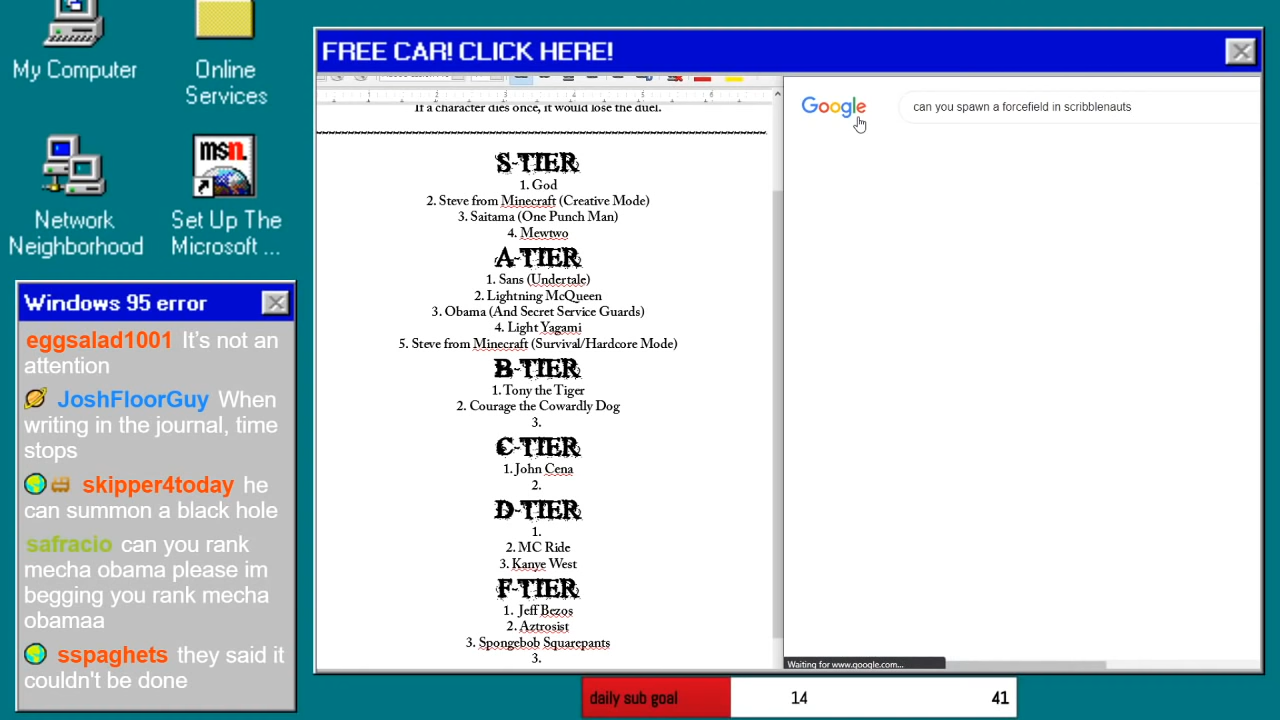 My Computer
Online
Services
msn
Network
Neighborhood
Set Up The
Microsoft ...
Windows 95 error
eggsalad1001 It's not an
attention
JoshFloorGuy When
writing in the journal, time
stops
skipper4today he
can summon a black hole
safracio can you rank
mecha obama please im
begging you rank mecha
obamaa
sspaghets they said it
couldn't be done
FREE CAR! CLICK HERE!
If a character dies once, it would lose the duel.
S-TIER
1. God
2. Steve from Minecraft (Creative Mode)
3. Saitama (One Punch Man)
4. Mewtwo
A-TIER
1. Sans (Undertale)
2. Lightning McQueen
3. Obama (And Secret Service Guards)
4. Light Yagami
5. Steve from Minecraft (Survival/Hardcore Mode)
B-TIER
1. Tony the Tiger
2. Courage the Cowardly Dog
3.
C-TIER
1. John Cena
2.
D-TIER
1.
2. MC Ride
3. Kanye West
F-TIER
1. Jeff Bezos
2. Aztrosist
3. Spongebob Squarepants
3.
Google
can you spawn a forcefield in scribblenauts
Waiting for www.google.com...
daily sub goal 14 41